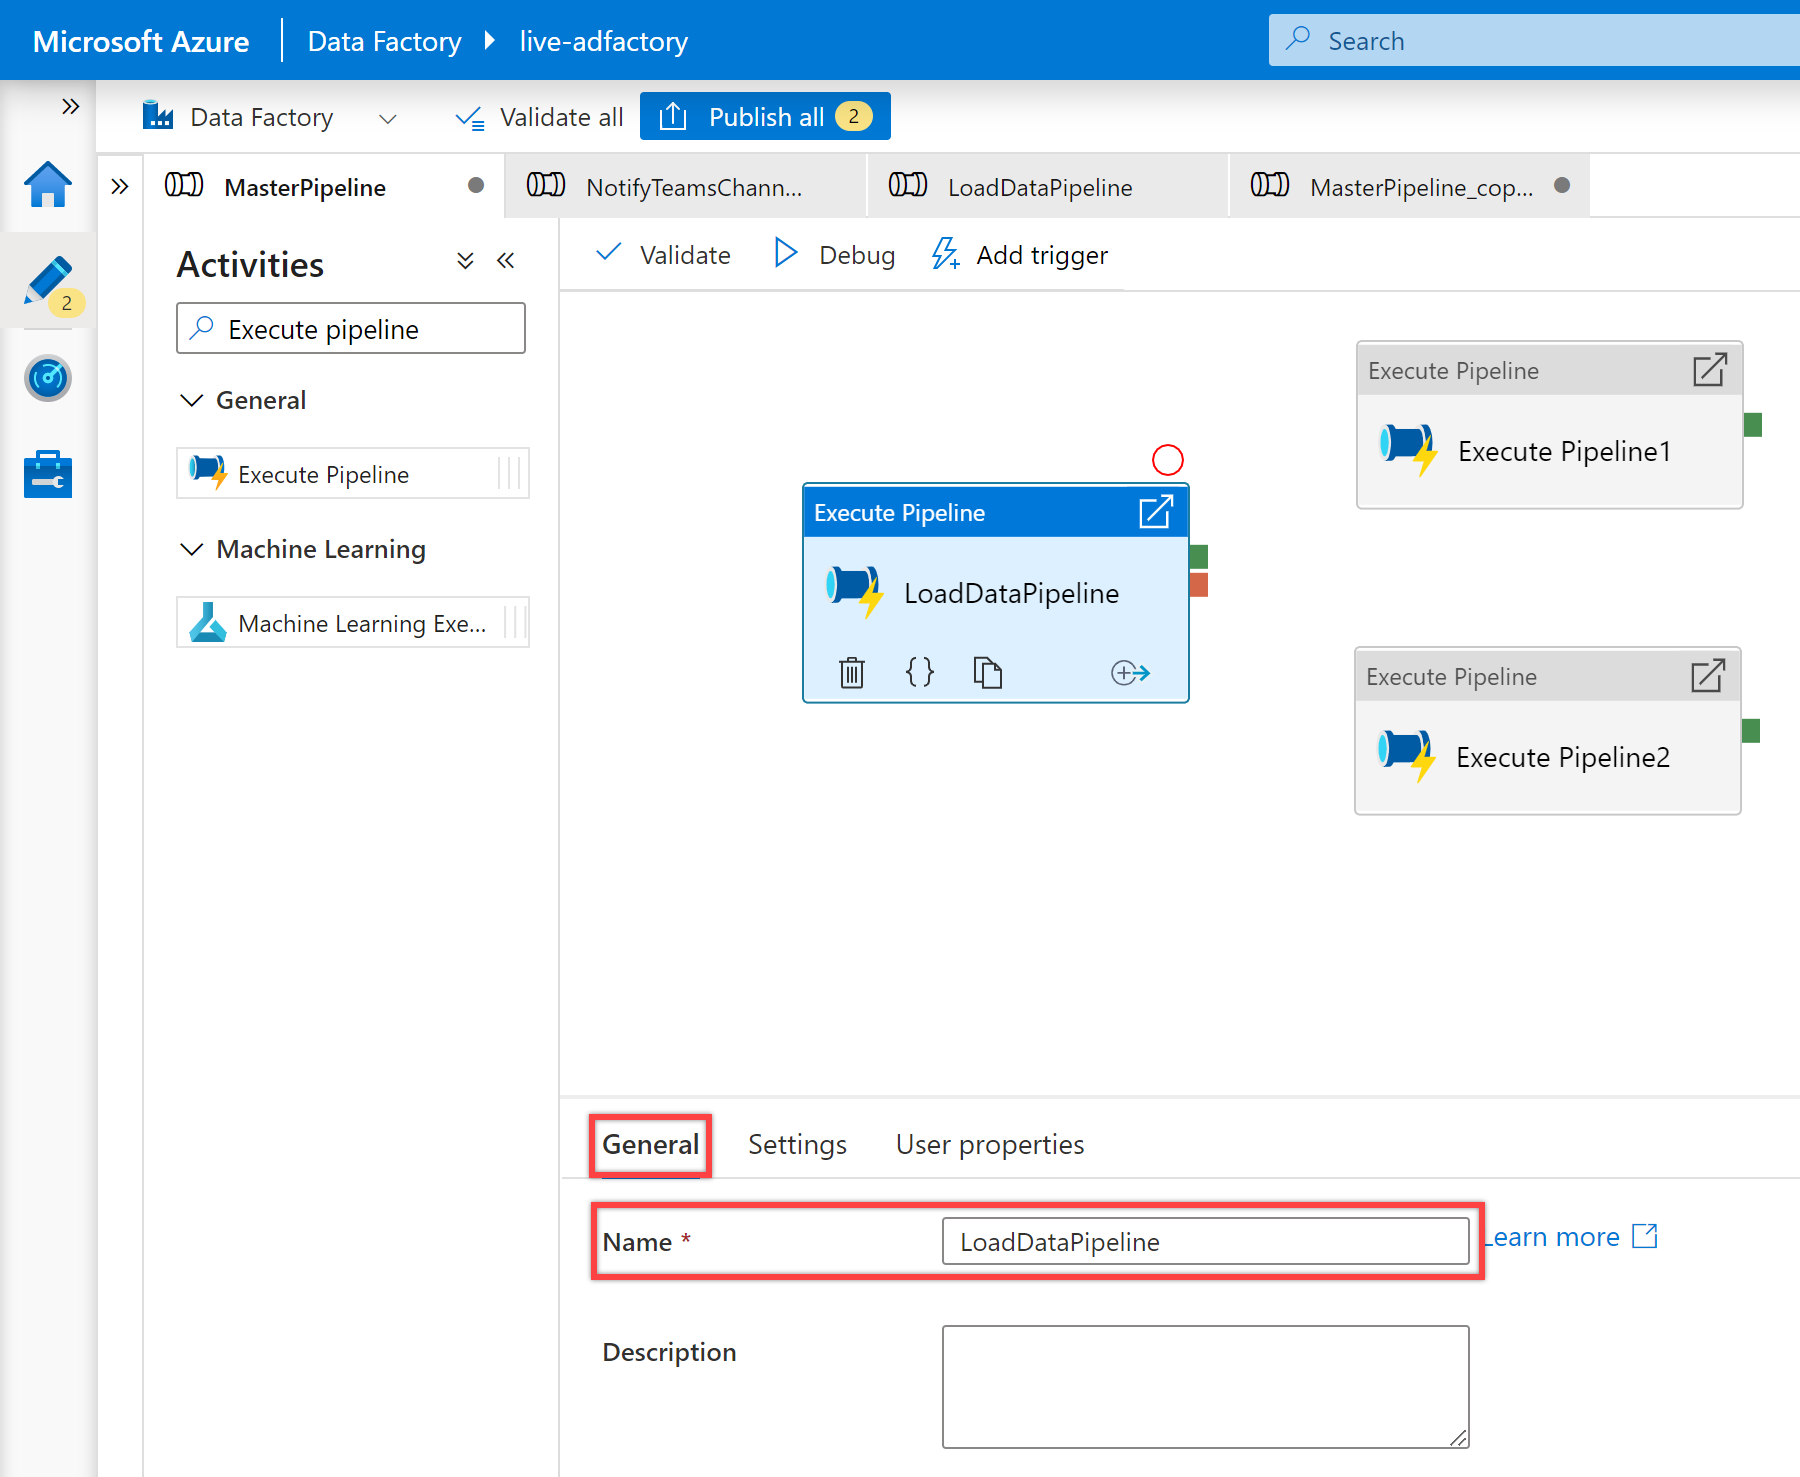 Microsoft Azure
Data Factory
live-adfactory
Search
Data Factory
Validate all
Publish all 2
MasterPipeline
NotifyTeamsChann...
LoadDataPipeline
MasterPipeline_cop...
2
Activities
Execute pipeline
General
Execute Pipeline
Machine Learning
Machine Learning Exe...
Validate
Debug
Add trigger
Execute Pipeline
Execute Pipeline1
Execute Pipeline
LoadDataPipeline
Execute Pipeline
Execute Pipeline2
General
Settings
User properties
Name *
LoadDataPipeline
Learn more
Description